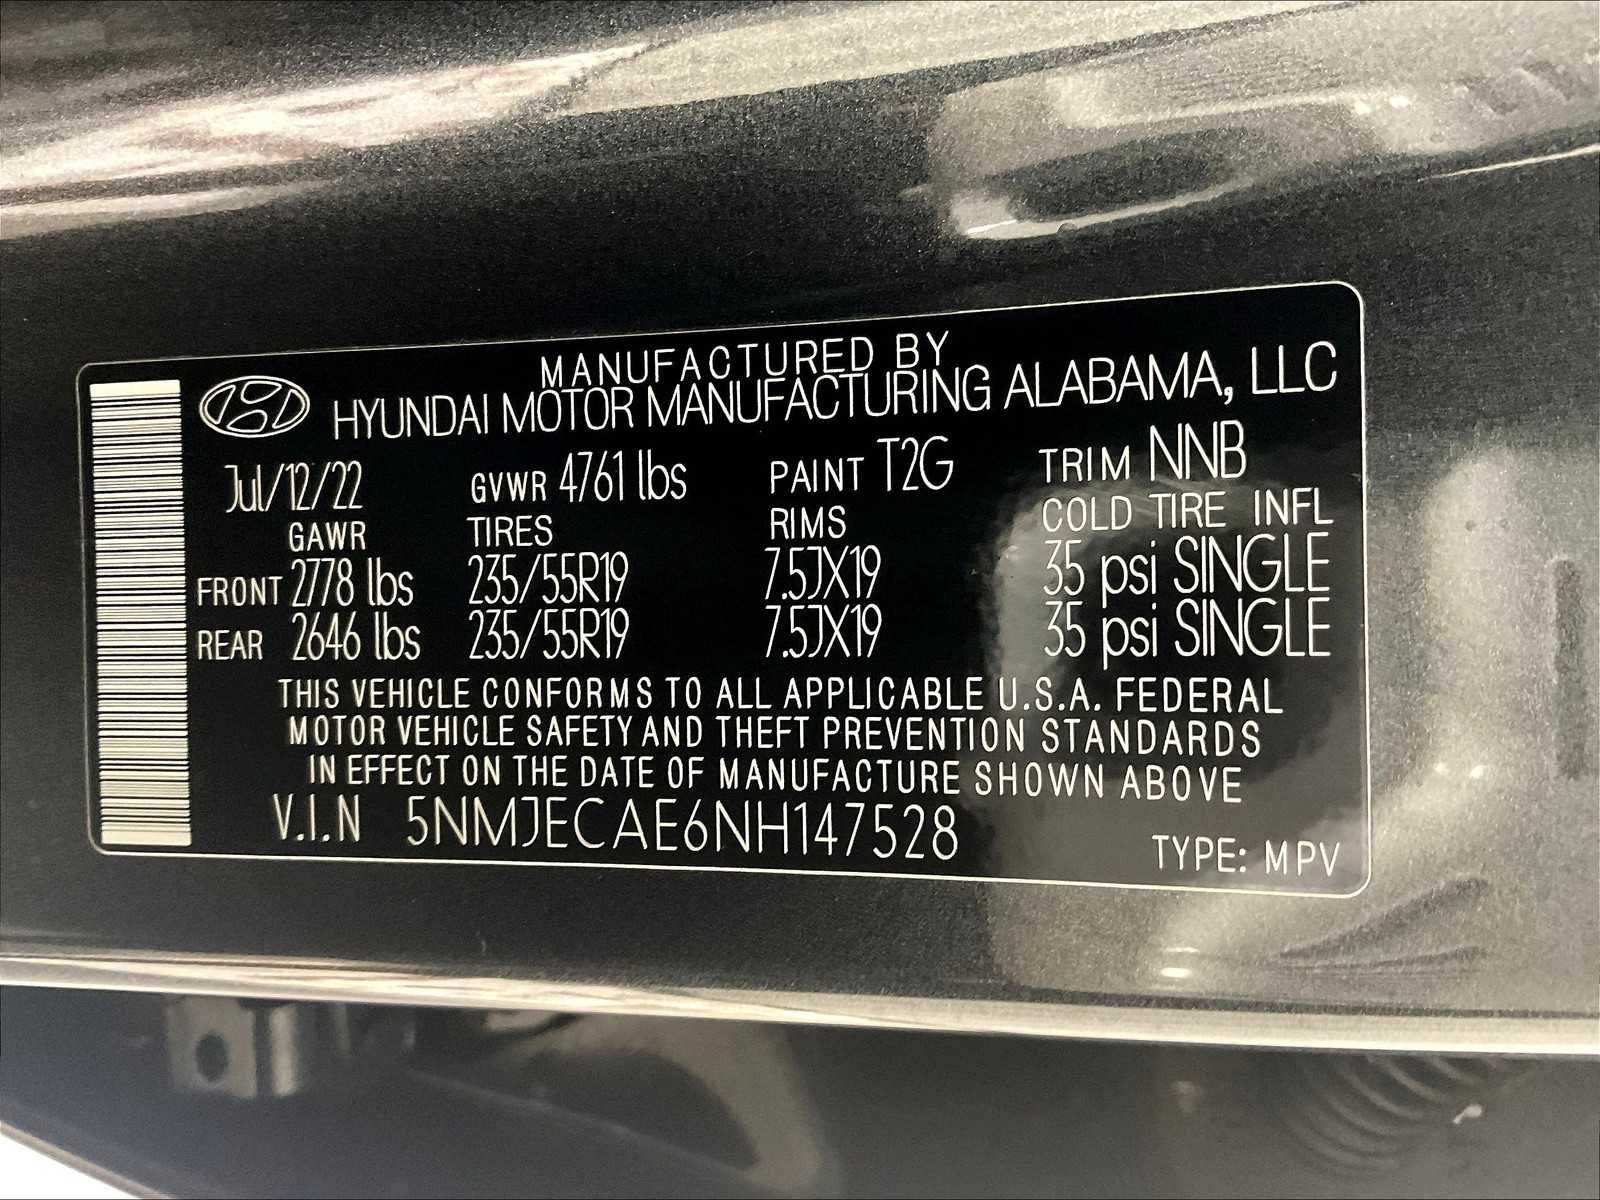 MANUFACTURED BY
HYUNDAI MOTOR MANUFACTURING ALABAMA, LLC
Jul/12/22 GVWR 4761 lbs PAINT T2G TRIM NNB
GAWR TIRES RIMS COLD TIRE INFL
FRONT 2778 lbs 235/55R19 7.5JX19 35 psi SINGLE
REAR 2646 lbs 235/55R19 7.5JX19 35 psi SINGLE
THIS VEHICLE CONFORMS TO ALL APPLICABLE U.S.A. FEDERAL
MOTOR VEHICLE SAFETY AND THEFT PREVENTION STANDARDS
IN EFFECT ON THE DATE OF MANUFACTURE SHOWN ABOVE
V.I.N 5NMJECAE6NH147528
TYPE: MPV